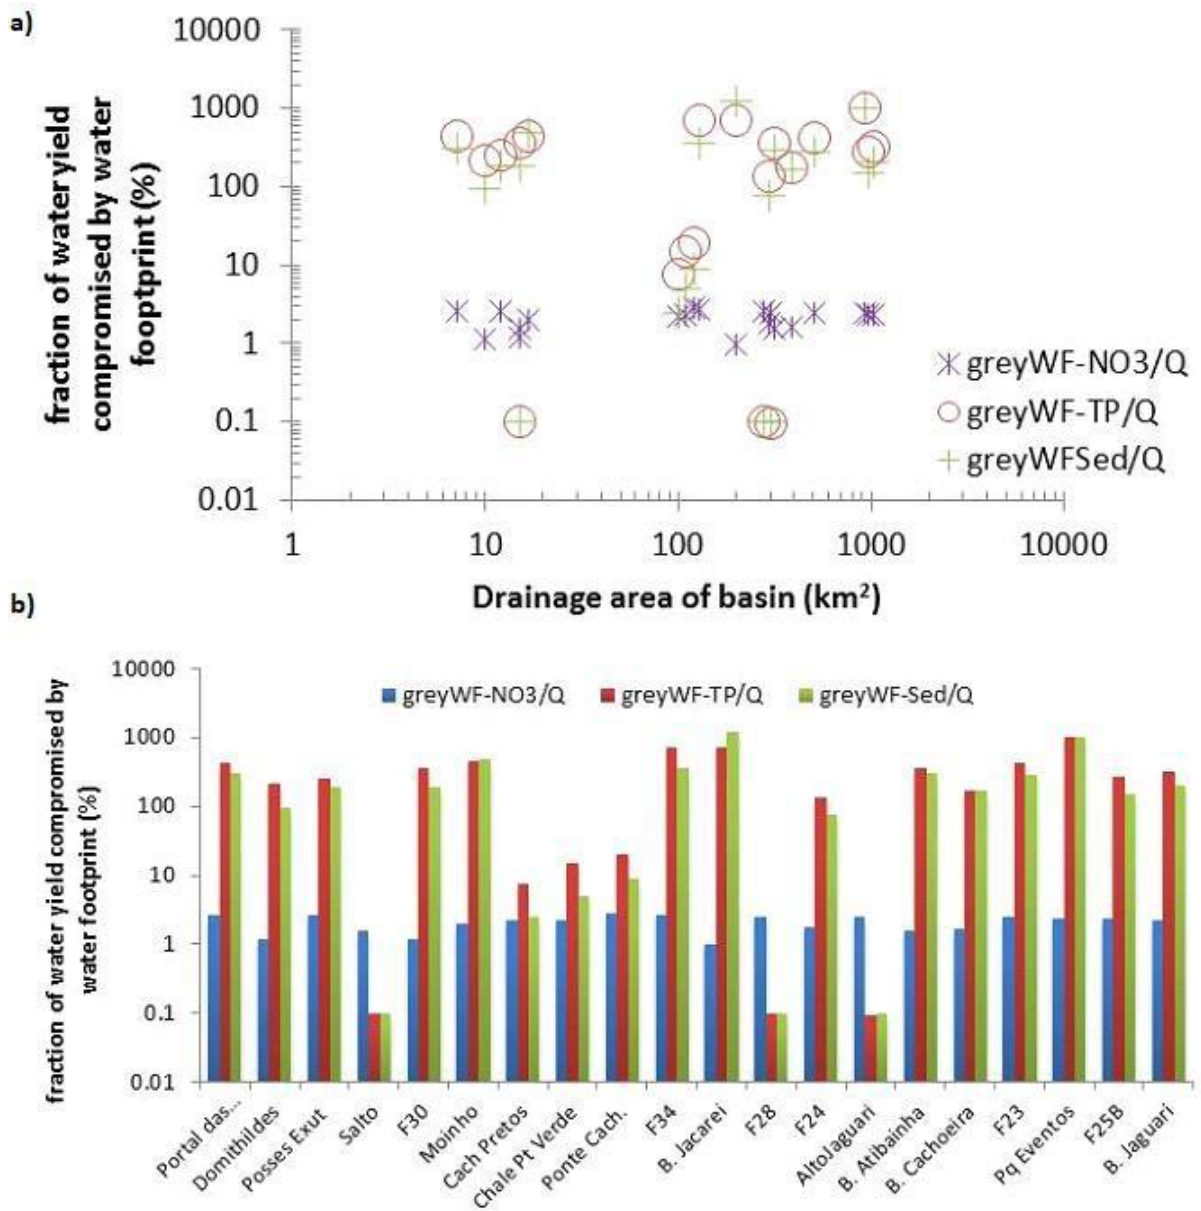 a)
fraction of water yield
compromised by water
fooptprint (%)
10000
1000
100
10
1
0.1
0.01
1 10 100 1000 10000
greyWF-NO3/Q
greyWF-TP/Q
greyWFSed/Q
Drainage area of basin (km²)
b)
fraction of water yield compromised by
water footprint (%)
10000
1000
100
10
1
0.1
0.01
greyWF-NO3/Q greyWF-TP/Q greyWF-Sed/Q
Portal das...
Domithildes
Posses Exut
Salto
F30
Moinho
Cach Pretos
Chale Pt Verde
Ponte Cach.
F34
B. Jacarei
F28
F24
AltoJaguari
B. Atibainha
B. Cachoeira
F23
Pq Eventos
F25B
B. Jaguari